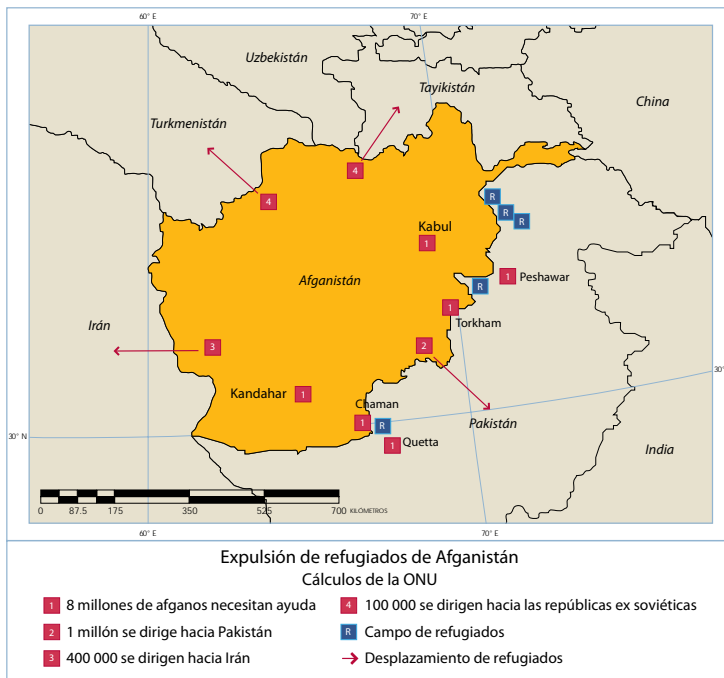 60° E
70° E
Uzbekistán
Tayikistán
China
Turkmenistán
4
4
R
R
R
Kabul
1
Afganistán
1
Peshawar
R
1
Torkham
Irán
3
2
30°
Kandahar
1
Chaman
1
R
Pakistán
30° N
1
Quetta
India
0 87.5 175 350 525 700 KILÓMETROS
60° E
70° E
Expulsión de refugiados de Afganistán
Cálculos de la ONU
1 8 millones de afganos necesitan ayuda
4 100 000 se dirigen hacia las repúblicas ex soviéticas
2 1 millón se dirige hacia Pakistán
R Campo de refugiados
3 400 000 se dirigen hacia Irán
Desplazamiento de refugiados